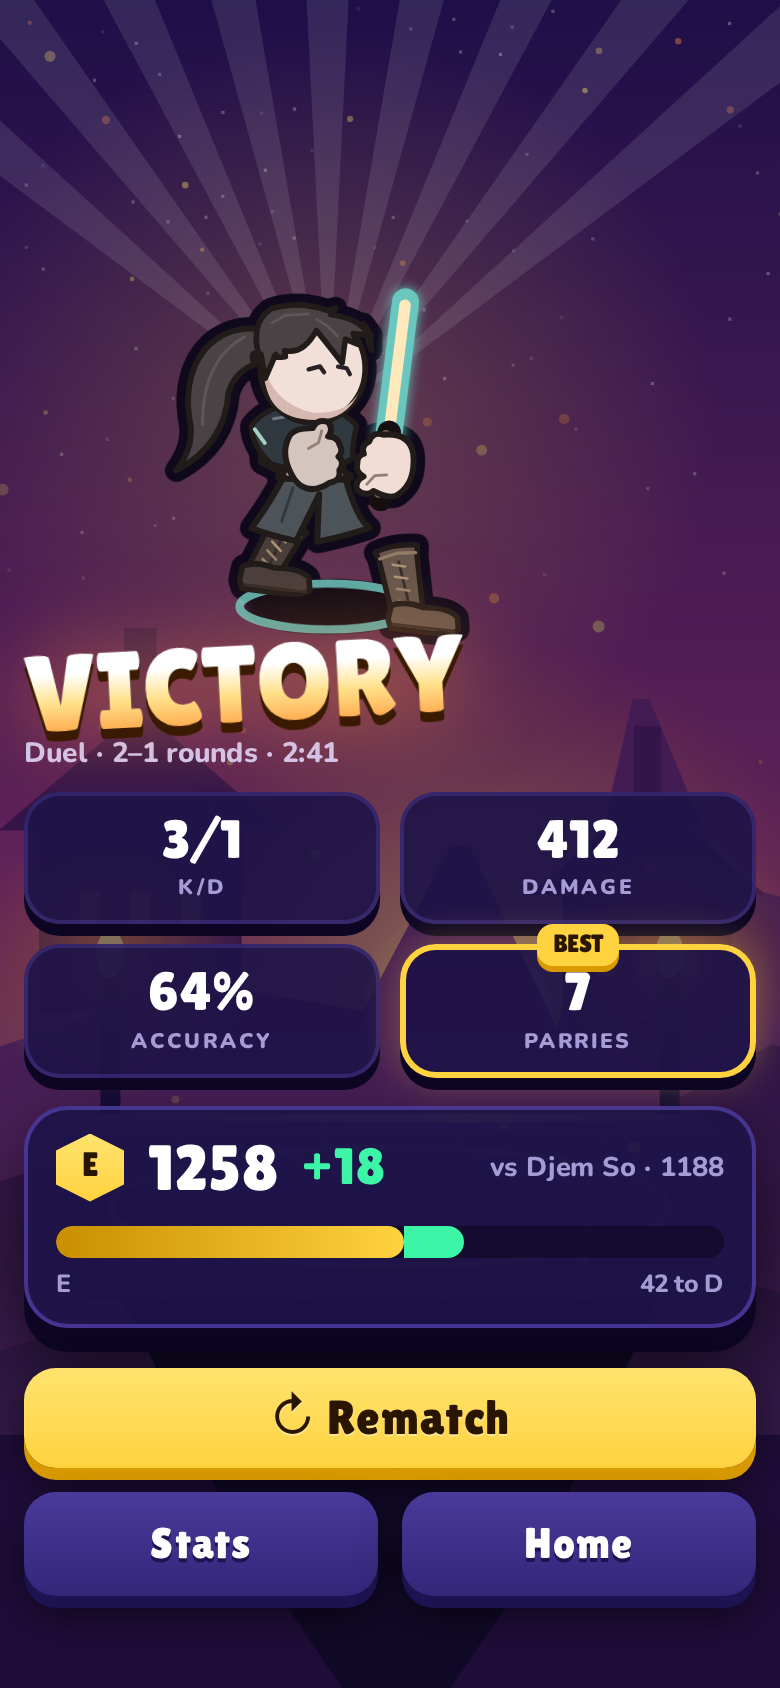 VICTORY
Duel · 2–1 rounds · 2:41
3/1
K/D
412
DAMAGE
64%
ACCURACY
BEST
7
PARRIES
E
1258 +18
vs Djem So · 1188
E
42 to D
Rematch
Stats
Home